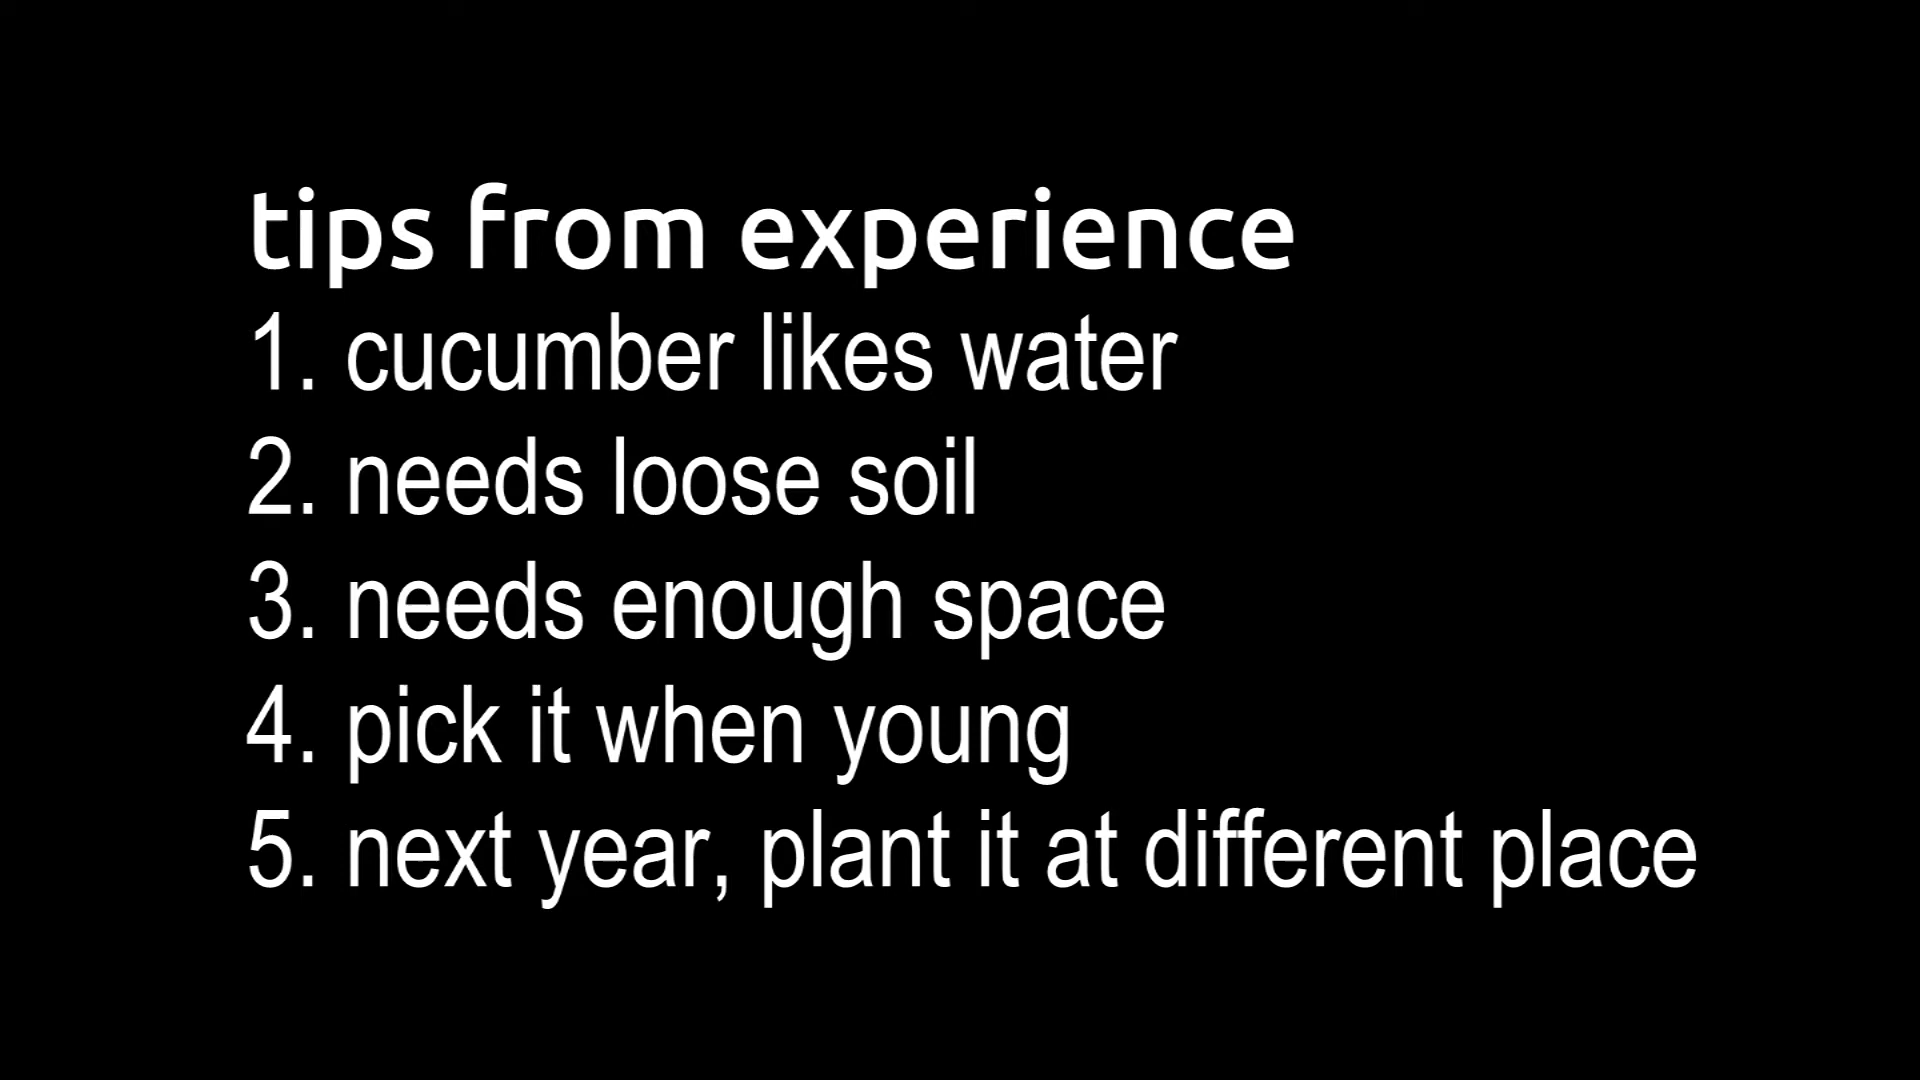 tips from experience
1. cucumber likes water
2. needs loose soil
3. needs enough space
4. pick it when young
5. next year, plant it at different place